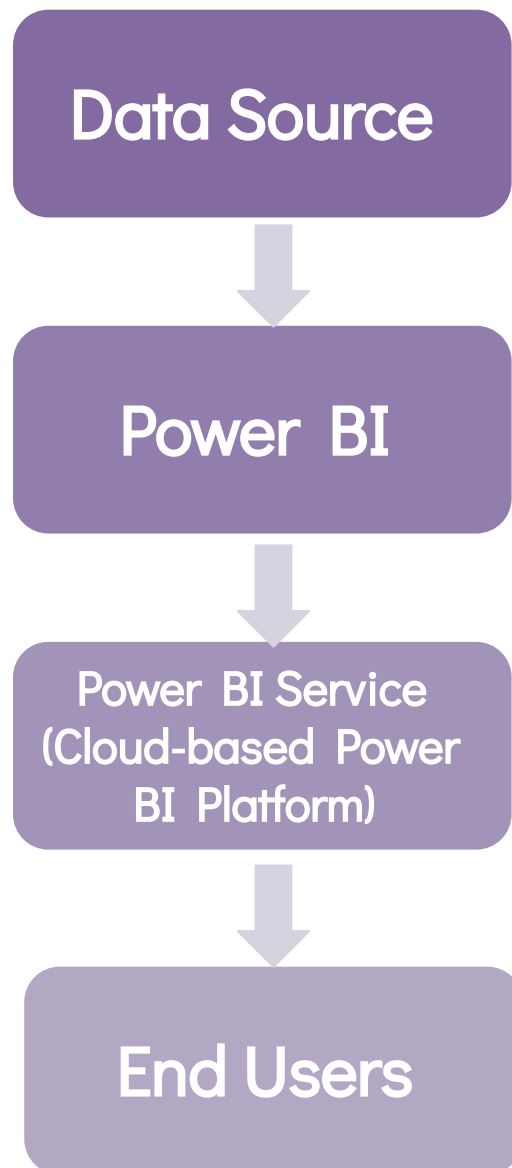 Data Source
Power BI
Power BI Service
(Cloud-based Power
BI Platform)
End Users